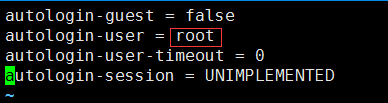 autologin-guest = false
autologin-user = root
autologin-user-timeout = 0
autologin-session = UNIMPLEMENTED
~